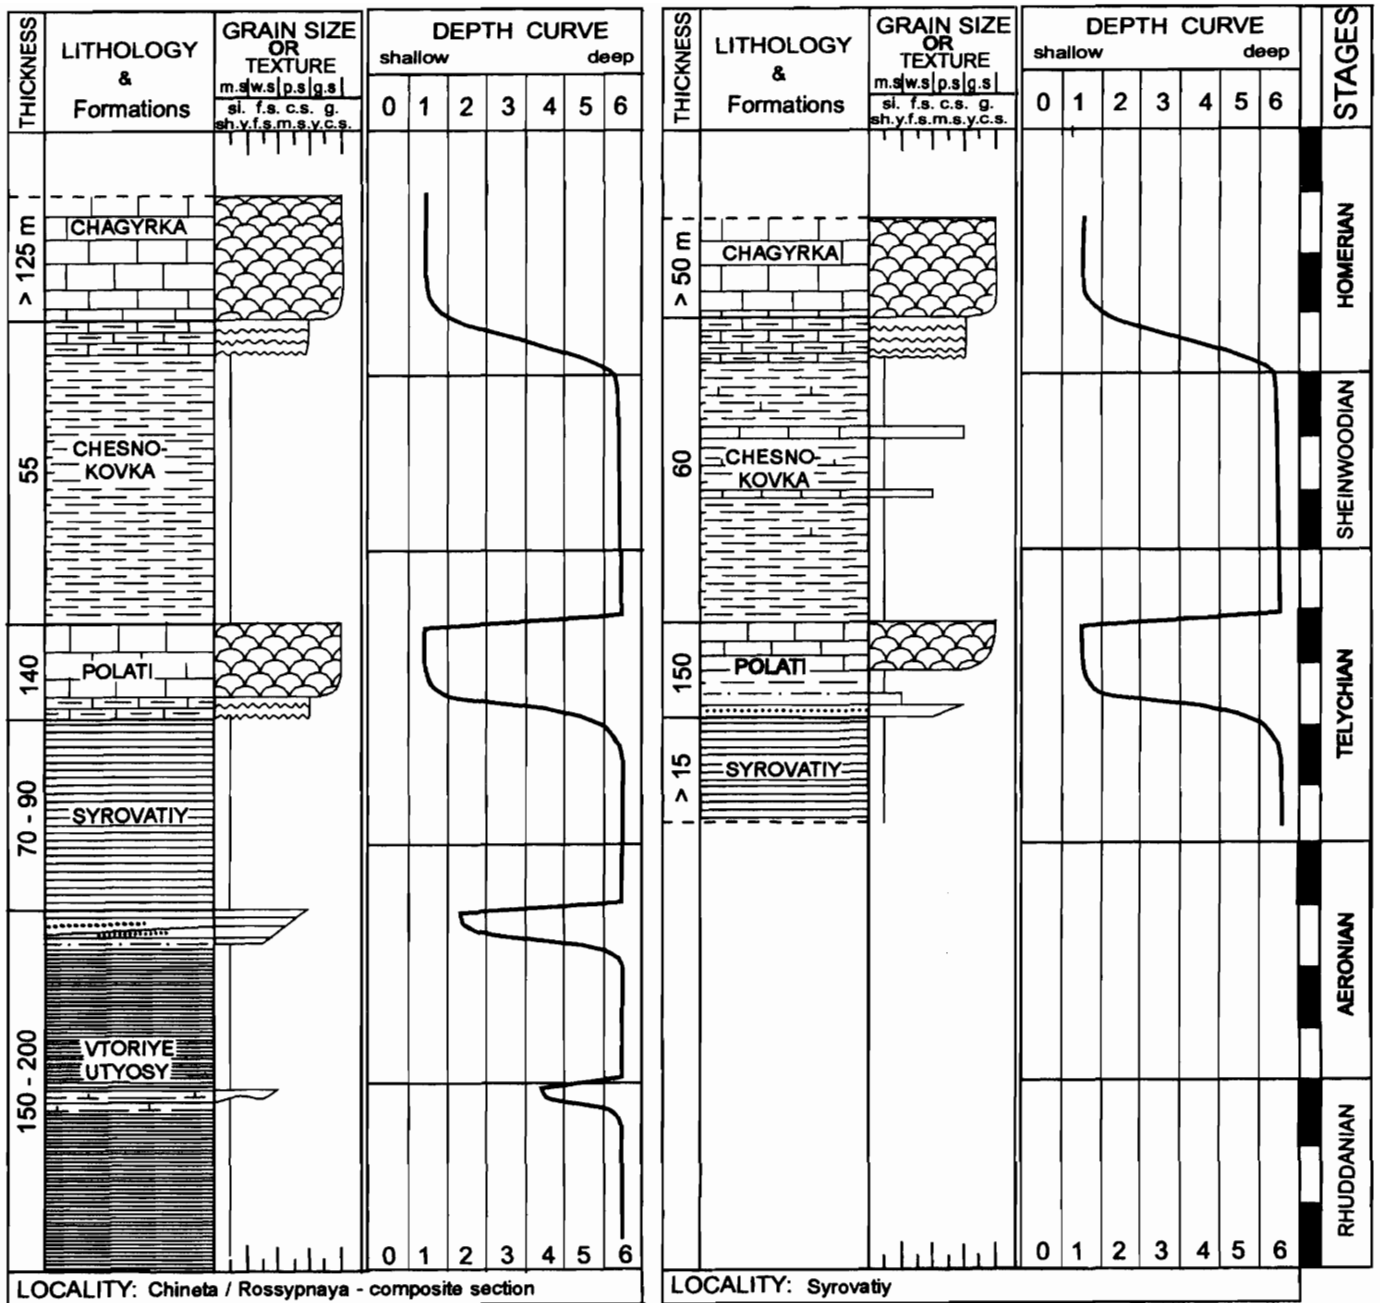 THICKNESS
LITHOLOGY
&
Formations
GRAIN SIZE
OR
TEXTURE
m.s w.s p.s g.s
si. f.s. c.s. g.
sh.y.f.s.m.s.y.c.s.
DEPTH CURVE
shallow deep
0 1 2 3 4 5 6
> 125 m
CHAGYRKA
55
CHESNO-
KOVKA
140
POLATI
70 - 90
SYROVATIY
150 - 200
VTORIYE
UTYOSY
0 1 2 3 4 5 6
LOCALITY: Chineta / Rossypnaya - composite section
THICKNESS
LITHOLOGY
&
Formations
GRAIN SIZE
OR
TEXTURE
m.s w.s p.s g.s
si. f.s. c.s. g.
sh.y.f.s.m.s.y.c.s.
DEPTH CURVE
shallow deep
0 1 2 3 4 5 6
> 50 m
CHAGYRKA
60
CHESNO-
KOVKA
150
POLATI
> 15
SYROVATIY
0 1 2 3 4 5 6
LOCALITY: Syrovatiy
STAGES
HOMERIAN
SHEINWOODIAN
TELYCHIAN
AERONIAN
RHUDDANIAN